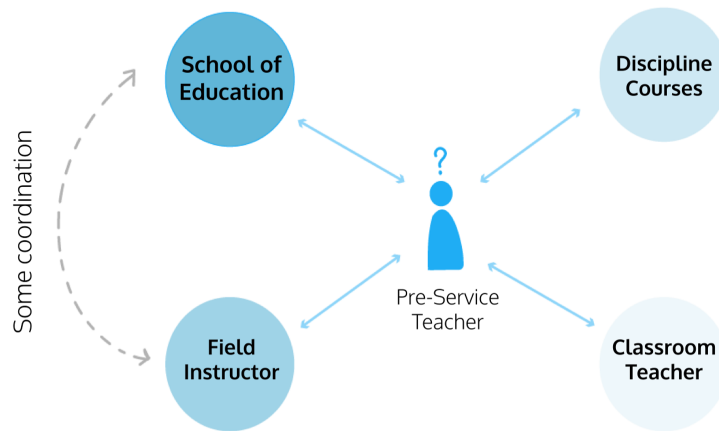 School of
Education
Discipline
Courses
Some coordination
?
Pre-Service
Teacher
Field
Instructor
Classroom
Teacher